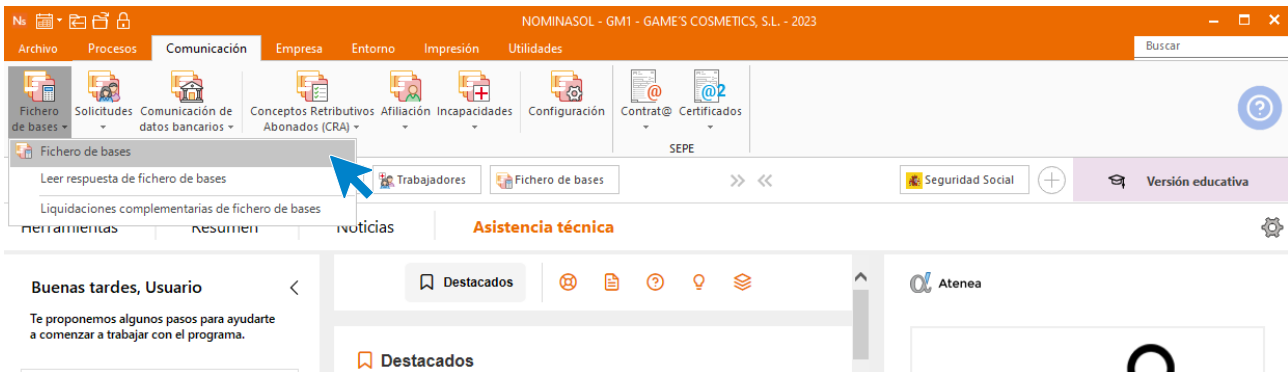 Ns
NOMINASOL - GM1 - GAME'S COSMETICS, S.L. - 2023
Archivo Procesos Comunicación Empresa Entorno Impresión Utilidades Buscar
Fichero de bases
Solicitudes
Comunicación de datos bancarios
Conceptos Retributivos Abonados (CRA)
Afiliación
Incapacidades
Configuración
Contrat@
Certificados
SEPE
Fichero de bases
Leer respuesta de fichero de bases
Liquidaciones complementarias de fichero de bases
Trabajadores
Fichero de bases
Seguridad Social
Versión educativa
Herramientas Resumen Noticias Asistencia técnica
Buenas tardes, Usuario
Te proponemos algunos pasos para ayudarte
a comenzar a trabajar con el programa.
Destacados
Destacados
Atenea